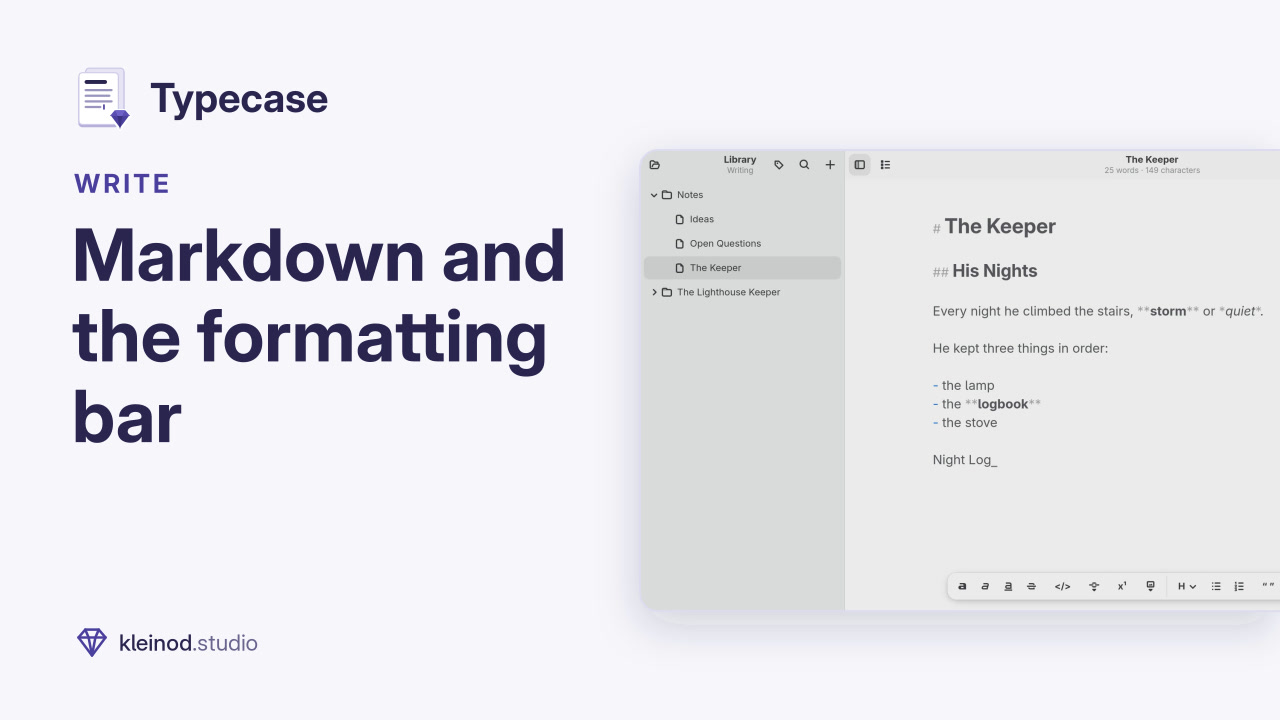 Typecase
WRITE
Markdown and
the formatting
bar
kleinod.studio
Library
Writing
Notes
Ideas
Open Questions
The Keeper
The Lighthouse Keeper
The Keeper
25 words · 149 characters
# The Keeper
## His Nights
Every night he climbed the stairs, **storm** or *quiet*.
He kept three things in order:
- the lamp
- the **logbook**
- the stove
Night Log_
a a a S </> x¹ H “ ”